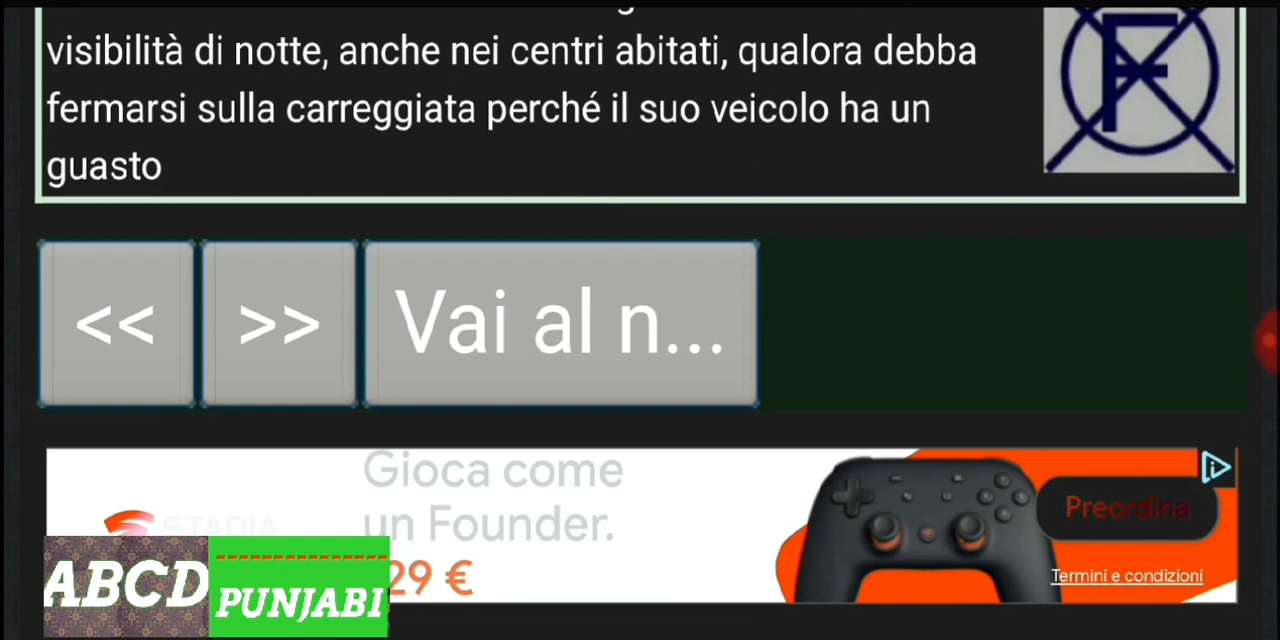 visibilità di notte, anche nei centri abitati, qualora debba
fermarsi sulla carreggiata perché il suo veicolo ha un
guasto
F
<<
>>
Vai al n...
Gioca come
un Founder.
STADIA
29 €
Preordina
Termini e condizioni
ABCD
PUNJABI